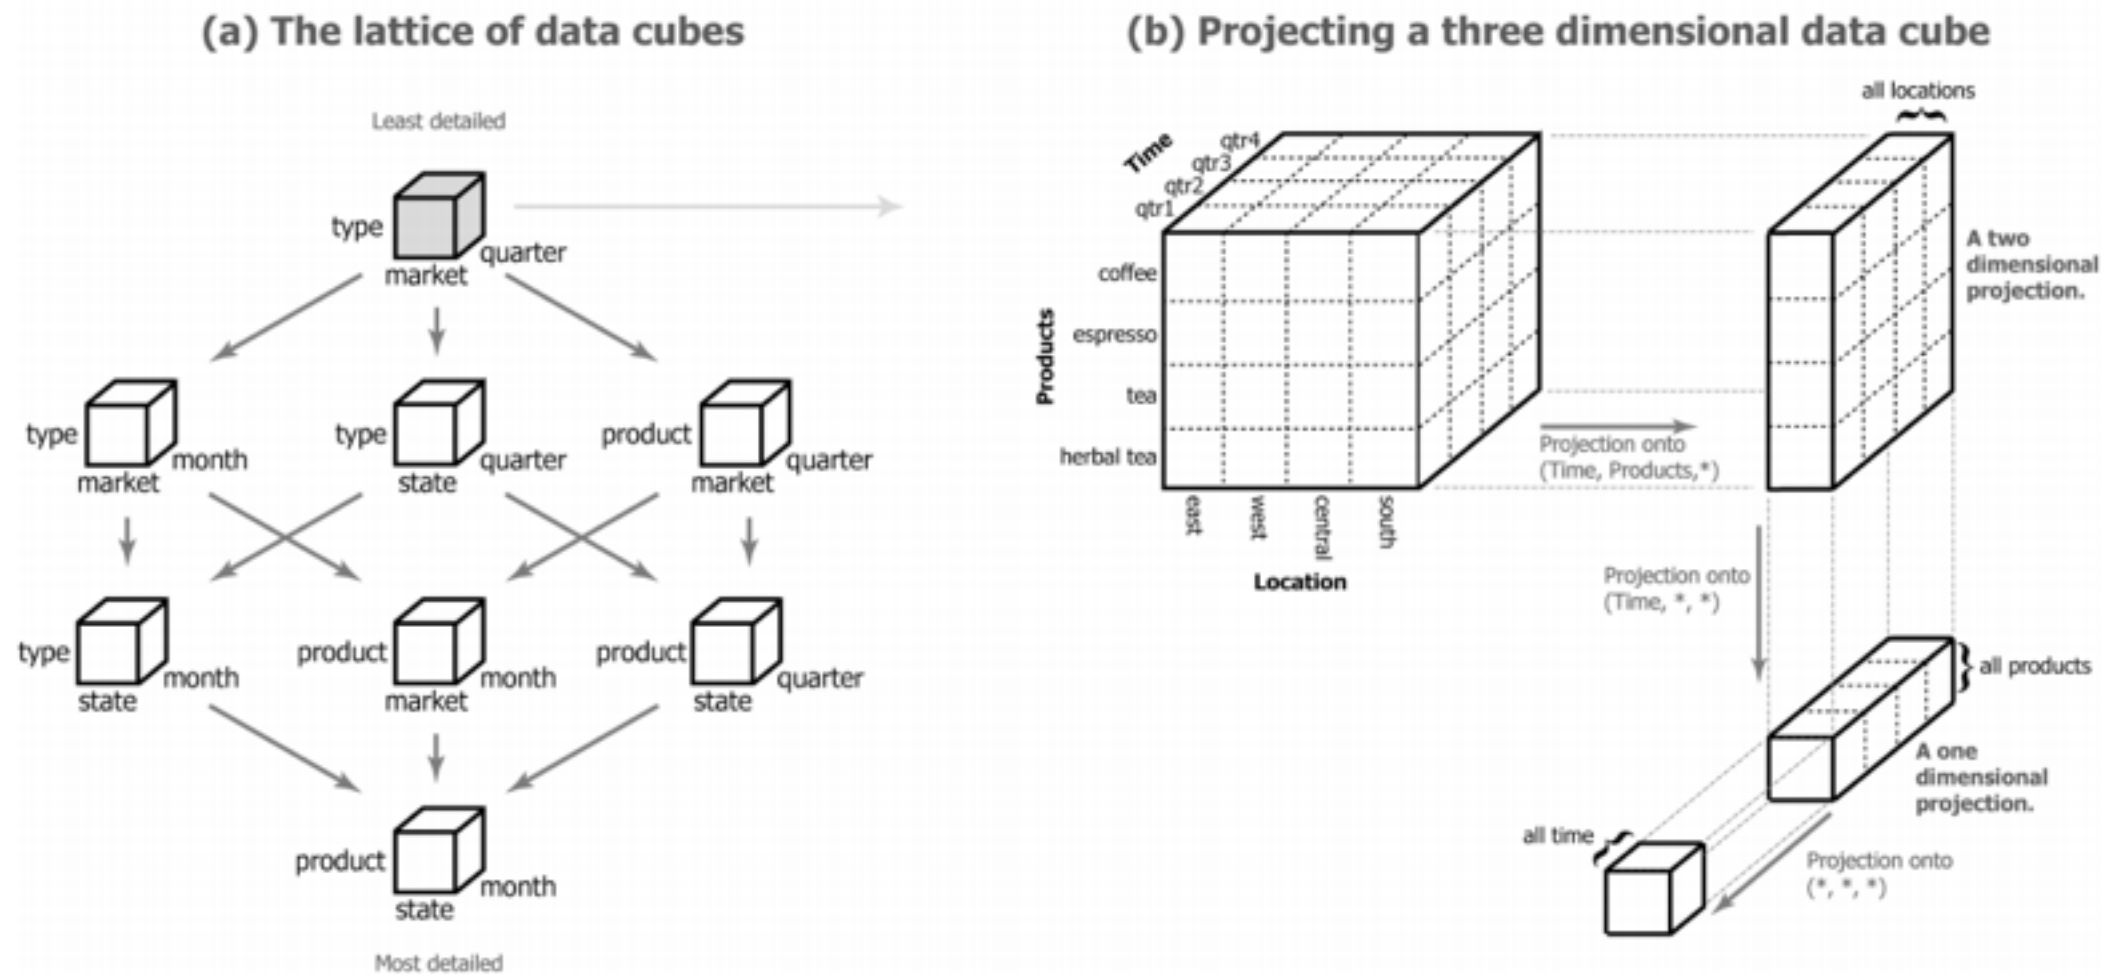 (a) The lattice of data cubes
Least detailed
type
quarter
market
type
month
market
type
quarter
state
product
quarter
market
type
month
state
product
month
market
product
quarter
state
product
month
state
Most detailed
(b) Projecting a three dimensional data cube
all locations
Time
qtr4
qtr3
qtr2
qtr1
Products
coffee
espresso
tea
herbal tea
east
west
central
south
Location
A two
dimensional
projection.
Projection onto
(Time, Products,*)
Projection onto
(Time, *, *)
all products
A one
dimensional
projection.
all time
Projection onto
(*, *, *)